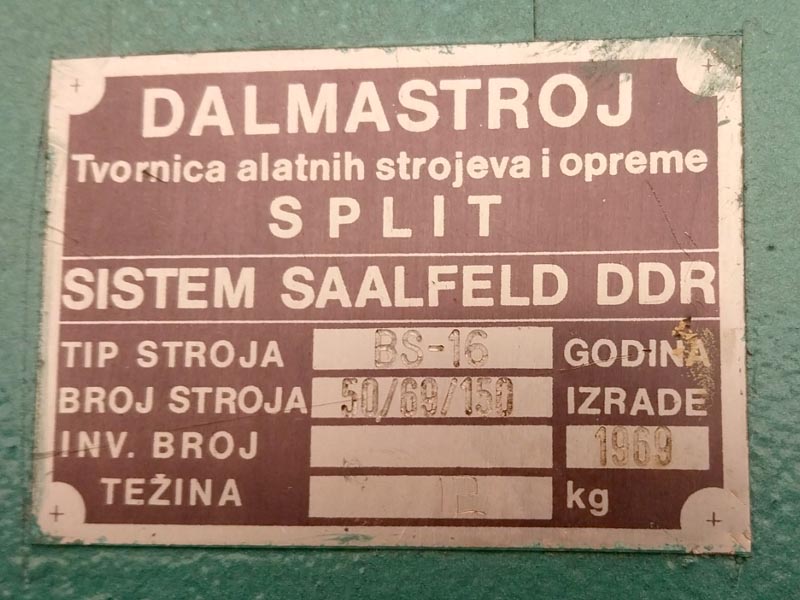 DALMASTROJ
Tvornica alatnih strojeva i opreme
SPLIT
SISTEM SAALFELD DDR
TIP STROJA BS-16 GODINA
BROJ STROJA 50/69/150 IZRADE
INV. BROJ 1969
TEŽINA kg